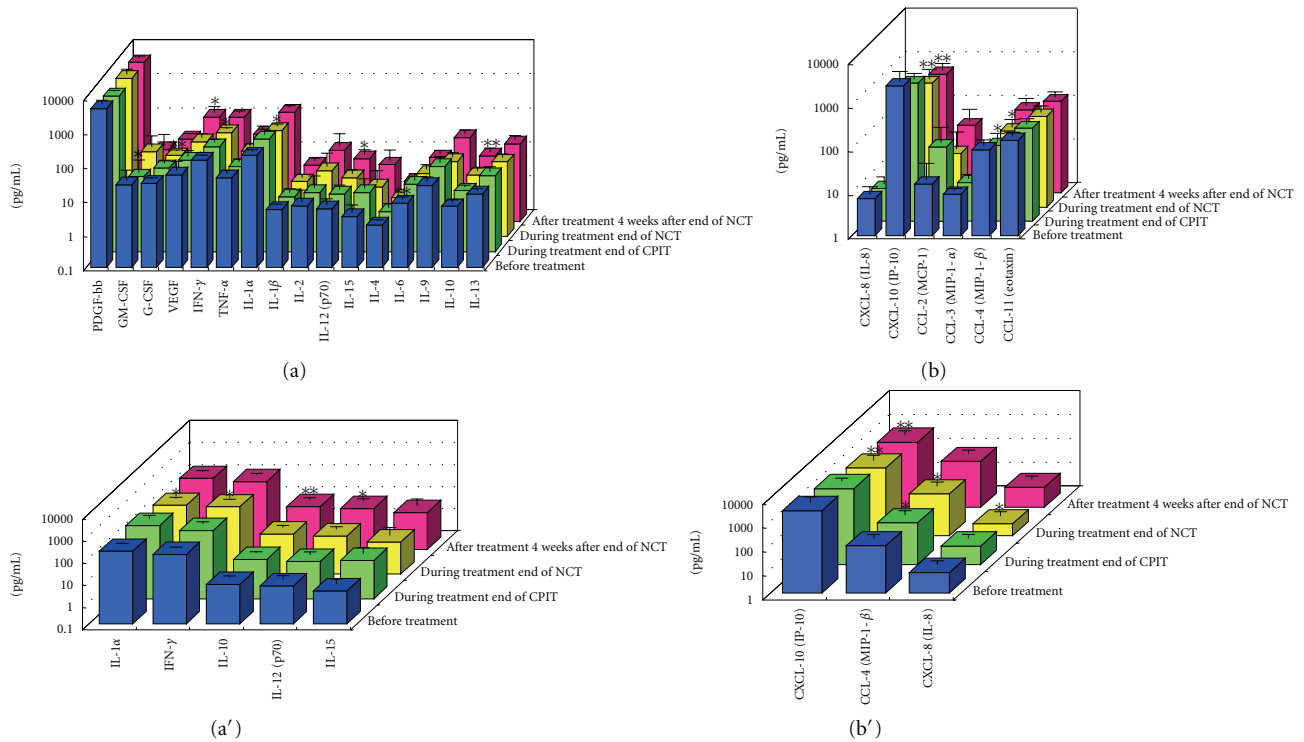 10000
1000
100
10
1
0.1
(pg/mL)
PDGF-bb
GM-CSF
G-CSF
VEGF
IFN-γ
TNF-α
IL-1α
IL-1β
IL-2
IL-12 (p70)
IL-15
IL-4
IL-6
IL-9
IL-10
IL-13
After treatment 4 weeks after end of NCT
During treatment end of NCT
During treatment end of CPIT
Before treatment
(a)
10000
1000
100
10
1
(pg/mL)
CXCL-8 (IL-8)
CXCL-10 (IP-10)
CCL-2 (MCP-1)
CCL-3 (MIP-1-α)
CCL-4 (MIP-1-β)
CCL-11 (eotaxin)
After treatment 4 weeks after end of NCT
During treatment end of NCT
During treatment end of CPIT
Before treatment
(b)
10000
1000
100
10
1
0.1
(pg/mL)
IL-1α
IFN-γ
IL-10
IL-12 (p70)
IL-15
After treatment 4 weeks after end of NCT
During treatment end of NCT
During treatment end of CPIT
Before treatment
(a′)
10000
1000
100
10
1
(pg/mL)
CXCL-10 (IP-10)
CCL-4 (MIP-1-β)
CXCL-8 (IL-8)
After treatment 4 weeks after end of NCT
During treatment end of NCT
During treatment end of CPIT
Before treatment
(b′)